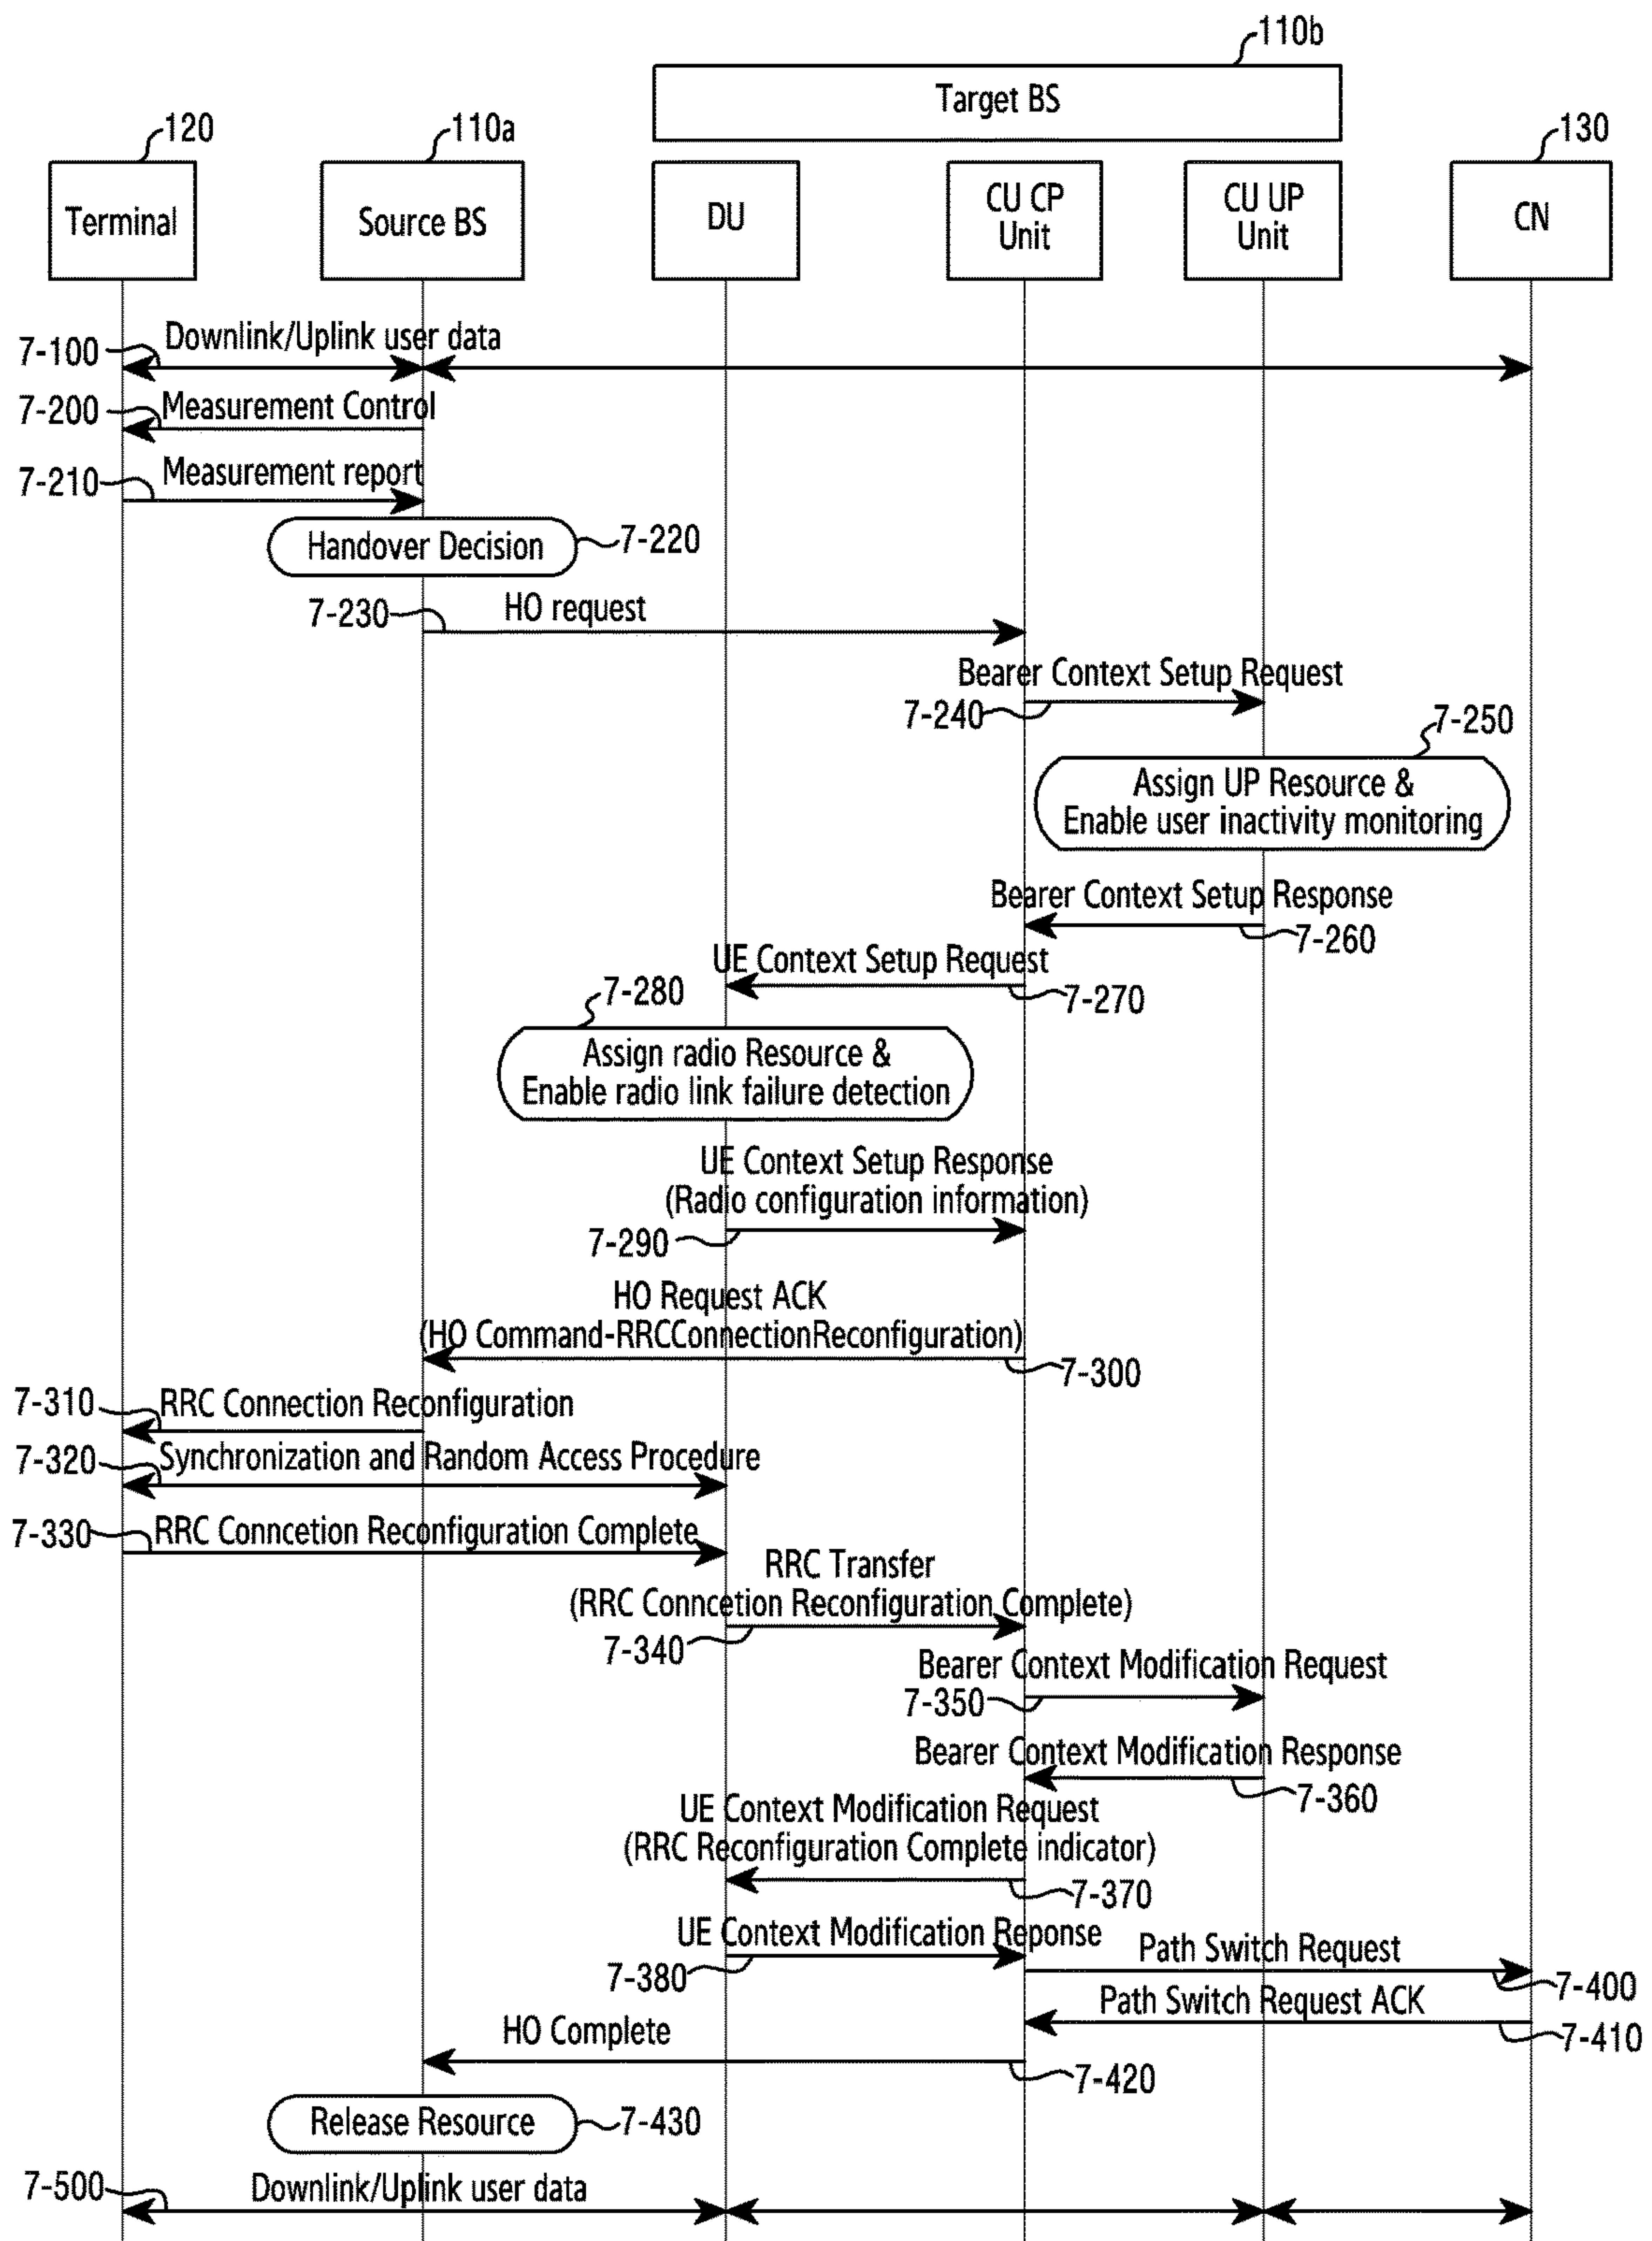 110b
Target BS
120
110a
130
Terminal
Source BS
DU
CU CP
Unit
CU UP
Unit
CN
7-100
Downlink/Uplink user data
7-200
Measurement Control
7-210
Measurement report
Handover Decision
7-220
7-230
HO request
Bearer Context Setup Request
7-240
7-250
Assign UP Resource &
Enable user inactivity monitoring
Bearer Context Setup Response
7-260
UE Context Setup Request
7-270
7-280
Assign radio Resource &
Enable radio link failure detection
UE Context Setup Response
(Radio configuration information)
7-290
HO Request ACK
(HO Command-RRCConnectionReconfiguration)
7-300
7-310
RRC Connection Reconfiguration
7-320
Synchronization and Random Access Procedure
7-330
RRC Conncetion Reconfiguration Complete
RRC Transfer
(RRC Conncetion Reconfiguration Complete)
7-340
Bearer Context Modification Request
7-350
Bearer Context Modification Response
7-360
UE Context Modification Request
(RRC Reconfiguration Complete indicator)
7-370
UE Context Modification Reponse
7-380
Path Switch Request
7-400
Path Switch Request ACK
7-410
HO Complete
7-420
Release Resource
7-430
7-500
Downlink/Uplink user data